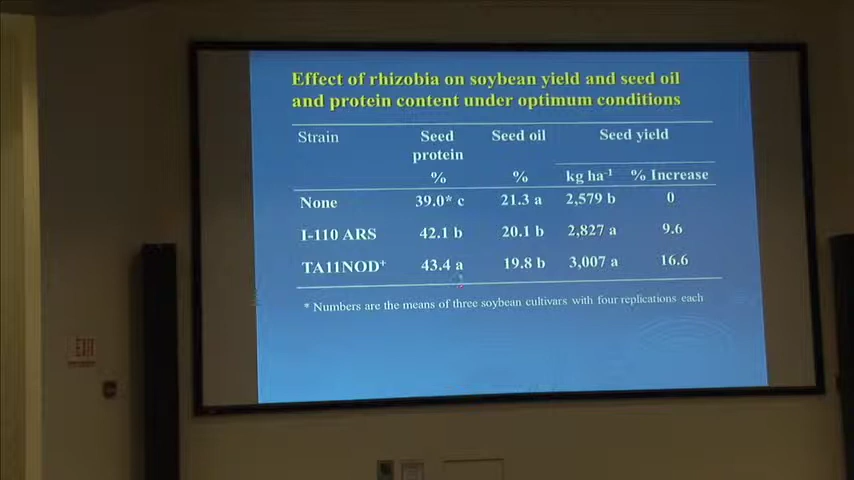 Effect of rhizobia on soybean yield and seed oil
and protein content under optimum conditions
Strain Seed protein Seed oil Seed yield
% % kg ha⁻¹ % Increase
None 39.0* c 21.3 a 2,579 b 0
I-110 ARS 42.1 b 20.1 b 2,827 a 9.6
TA11NOD⁺ 43.4 a 19.8 b 3,007 a 16.6
* Numbers are the means of three soybean cultivars with four replications each
EXIT